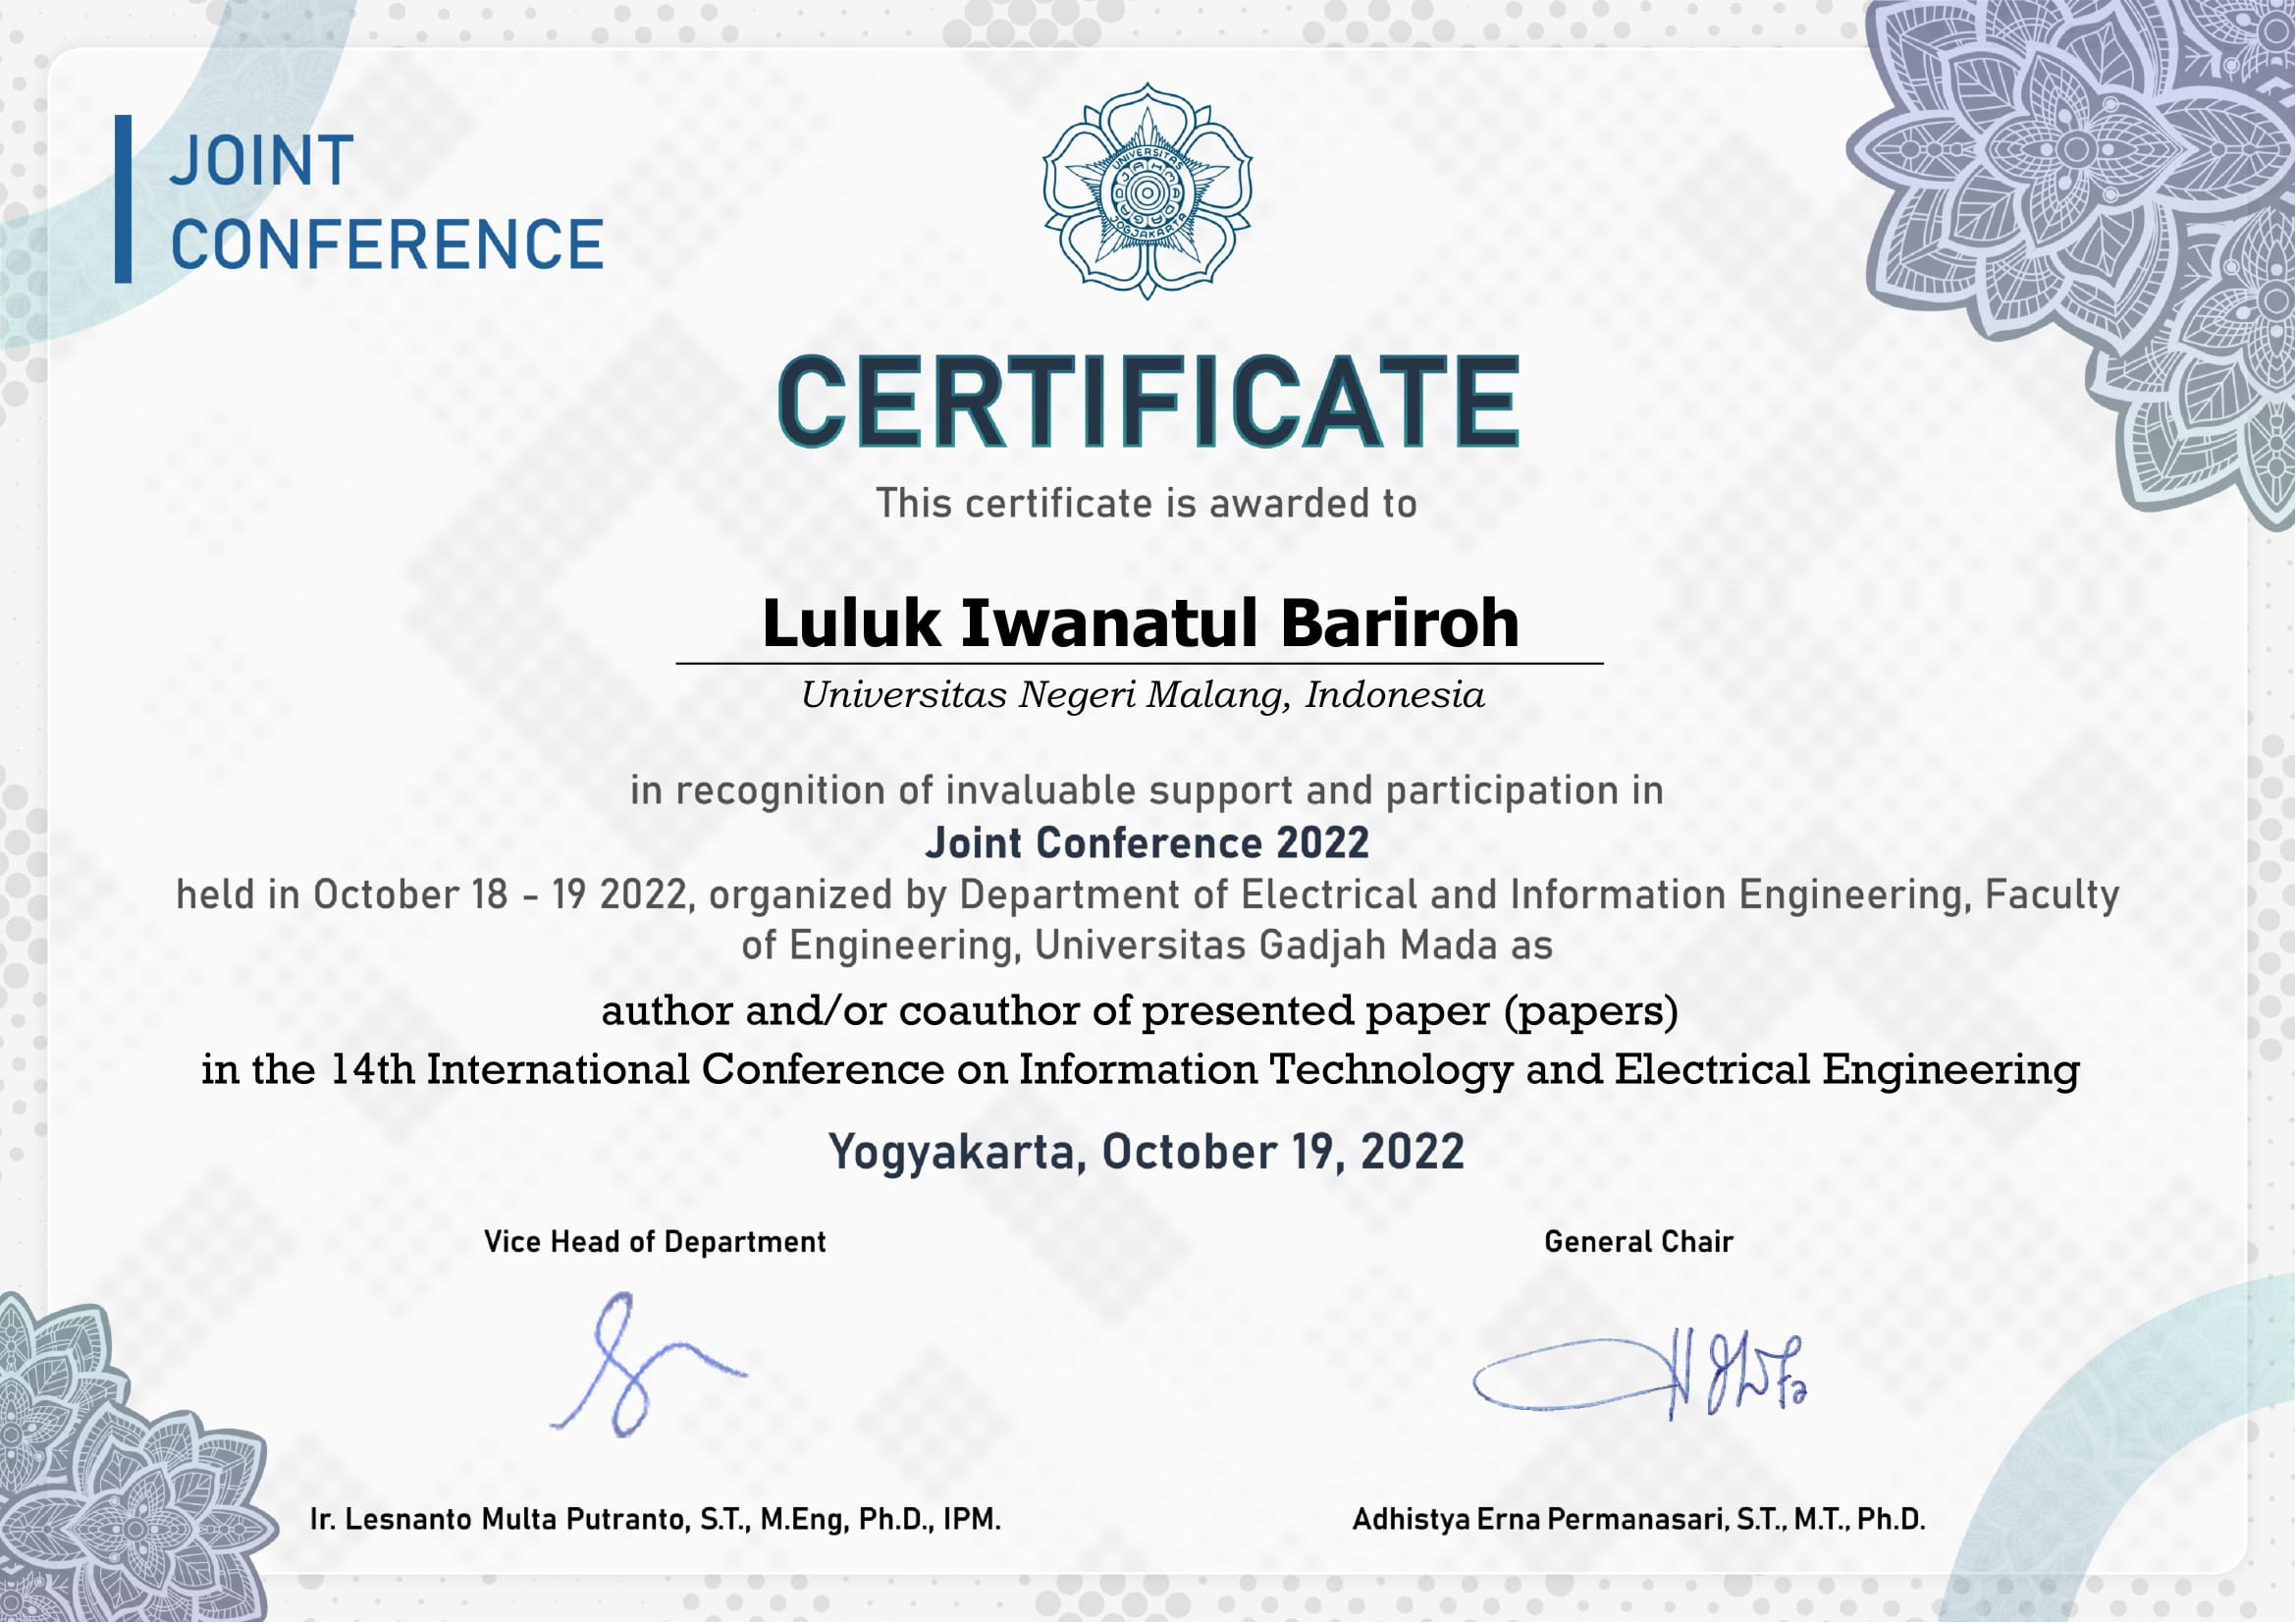 JOINT
CONFERENCE
UNIVERSITAS
GADJAH MADA
JOGJAKARTA
CERTIFICATE
This certificate is awarded to
Luluk Iwanatul Bariroh
Universitas Negeri Malang, Indonesia
in recognition of invaluable support and participation in
Joint Conference 2022
held in October 18 - 19 2022, organized by Department of Electrical and Information Engineering, Faculty
of Engineering, Universitas Gadjah Mada as
author and/or coauthor of presented paper (papers)
in the 14th International Conference on Information Technology and Electrical Engineering
Yogyakarta, October 19, 2022
Vice Head of Department
General Chair
Ir. Lesnanto Multa Putranto, S.T., M.Eng, Ph.D., IPM.
Adhistya Erna Permanasari, S.T., M.T., Ph.D.